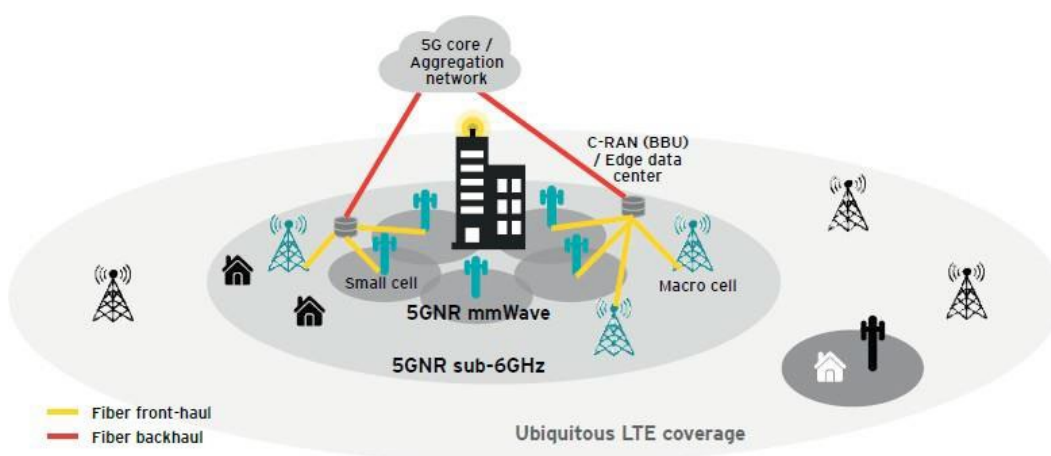 5G core /
Aggregation
network
C-RAN (BBU)
/ Edge data
center
Small cell
Macro cell
5GNR mmWave
5GNR sub-6GHz
Fiber front-haul
Fiber backhaul
Ubiquitous LTE coverage